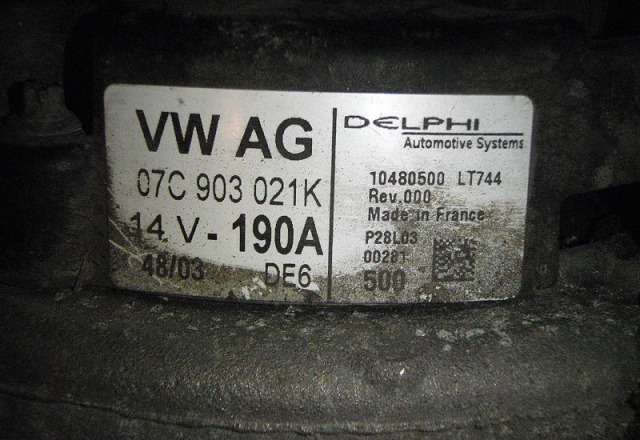 VW AG
07C 903 021K
14 V - 190A
48/03 DE6
DELPHI
Automotive Systems
10480500 LT744
Rev.000
Made in France
P28L03
00281
500